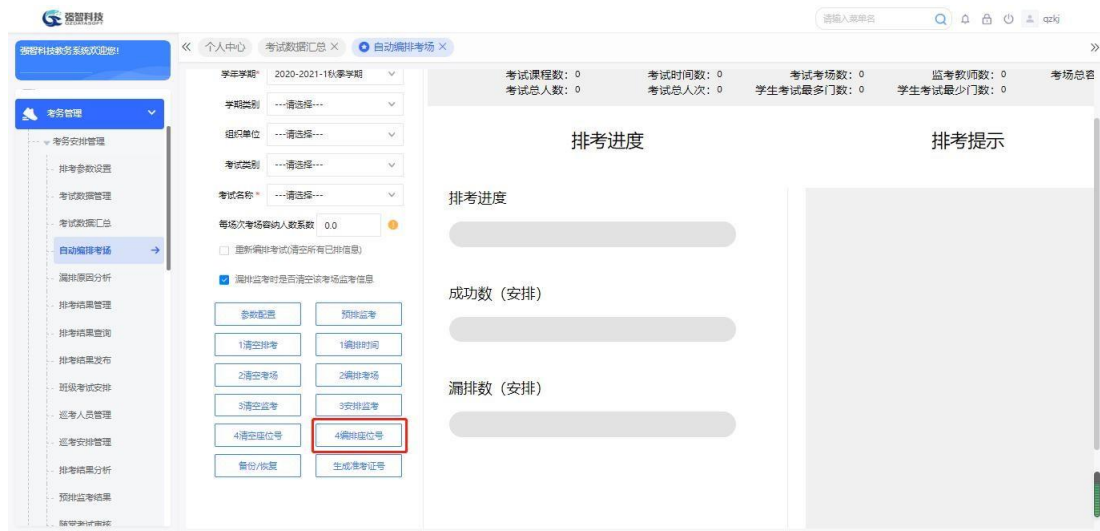 强智科技
QZDATASOFT
请输入菜单名
qzkj
强智科技教务系统欢迎您!
个人中心
考试数据汇总 ×
自动编排考场 ×
考务管理
考务安排管理
排考参数设置
考试数据管理
考试数据汇总
自动编排考场
漏排原因分析
排考结果管理
排考结果查询
排考结果发布
班级考试安排
巡考人员管理
巡考安排管理
排考结果分析
预排监考结果
随堂考试审核
学年学期* 2020-2021-1秋季学期
学期类别 ---请选择---
组织单位 ---请选择---
考试类别 ---请选择---
考试名称 * ---请选择---
每场次考场容纳人数系数 0.0
重新编排考试(清空所有已排信息)
漏排监考时是否清空该考场监考信息
参数配置 预排监考
1清空排考 1编排时间
2清空考场 2编排考场
3清空监考 3安排监考
4清空座位号 4编排座位号
备份/恢复 生成准考证号
考试课程数: 0 考试时间数: 0 考试考场数: 0 监考教师数: 0 考场总容
考试总人数: 0 考试总人次: 0 学生考试最多门数: 0 学生考试最少门数: 0
排考进度
排考提示
排考进度
成功数（安排）
漏排数（安排）